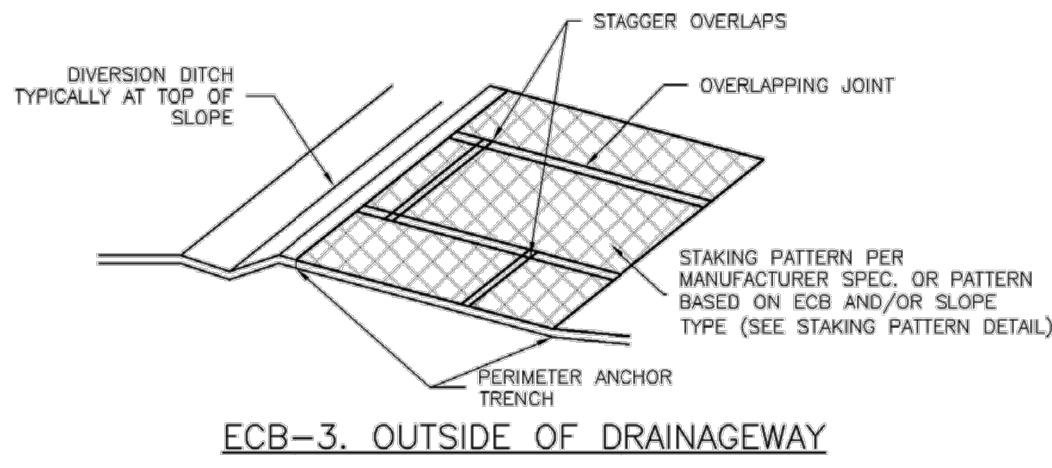 STAGGER OVERLAPS
DIVERSION DITCH
TYPICALLY AT TOP OF
SLOPE
OVERLAPPING JOINT
STAKING PATTERN PER
MANUFACTURER SPEC. OR PATTERN
BASED ON ECB AND/OR SLOPE
TYPE (SEE STAKING PATTERN DETAIL)
PERIMETER ANCHOR
TRENCH
ECB-3. OUTSIDE OF DRAINAGEWAY